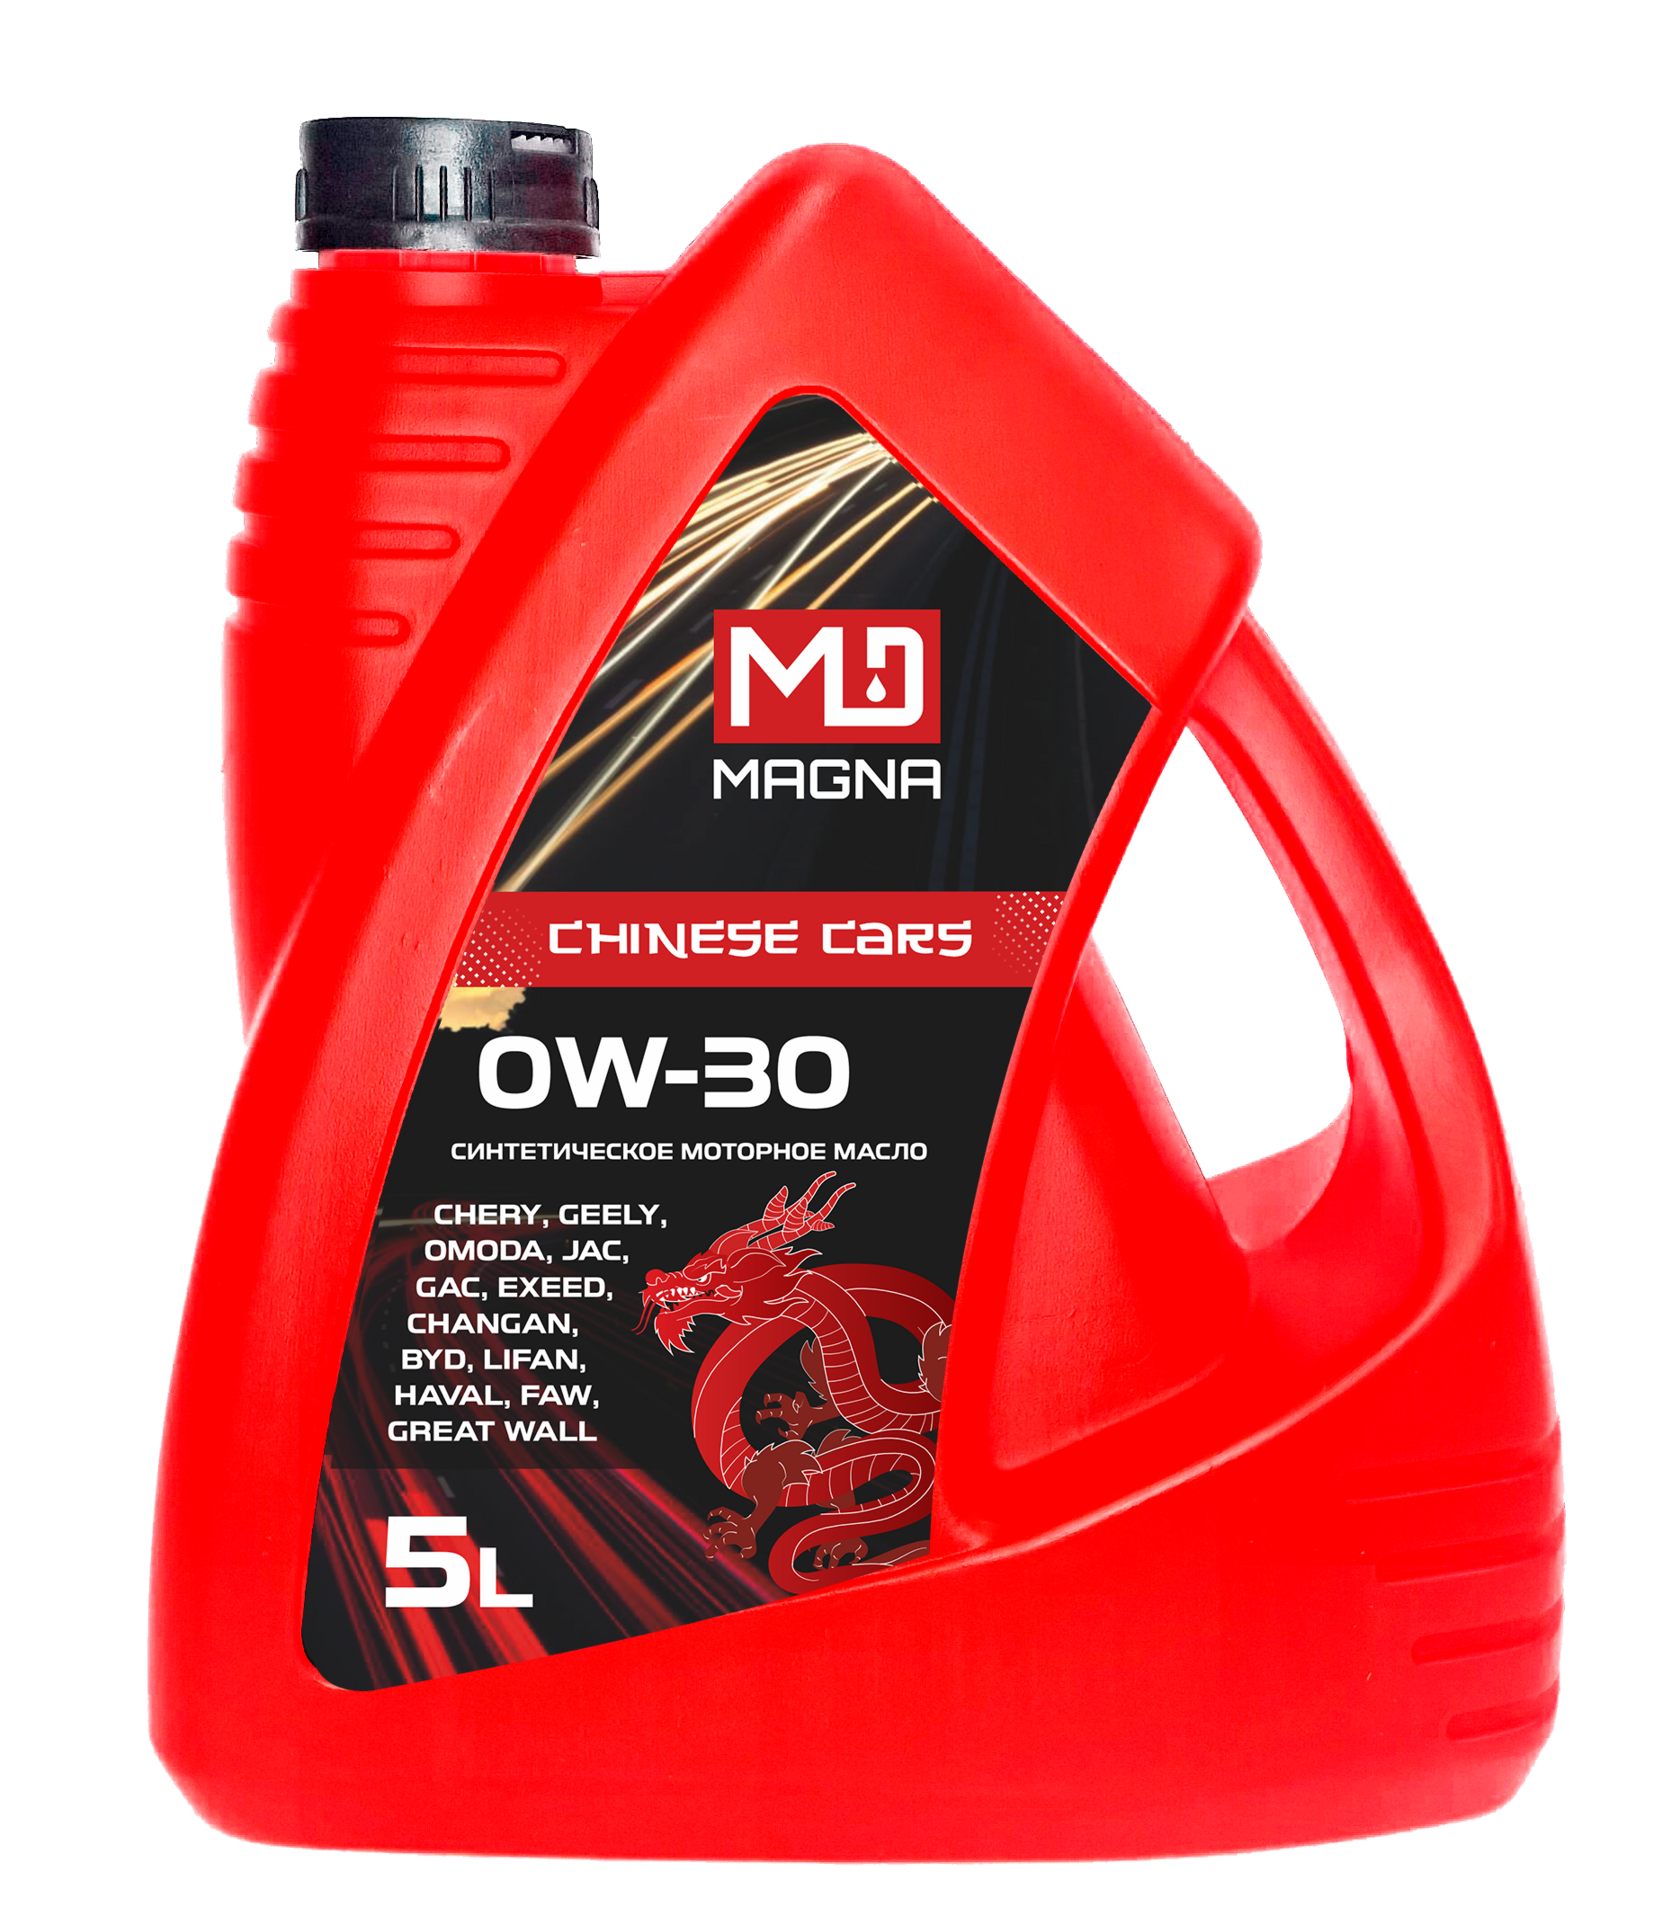 MD
MAGNA
CHINESE CARS
0W-30
СИНТЕТИЧЕСКОЕ МОТОРНОЕ МАСЛО
CHERY, GEELY,
OMODA, JAC,
GAC, EXEED,
CHANGAN,
BYD, LIFAN,
HAVAL, FAW,
GREAT WALL
5L